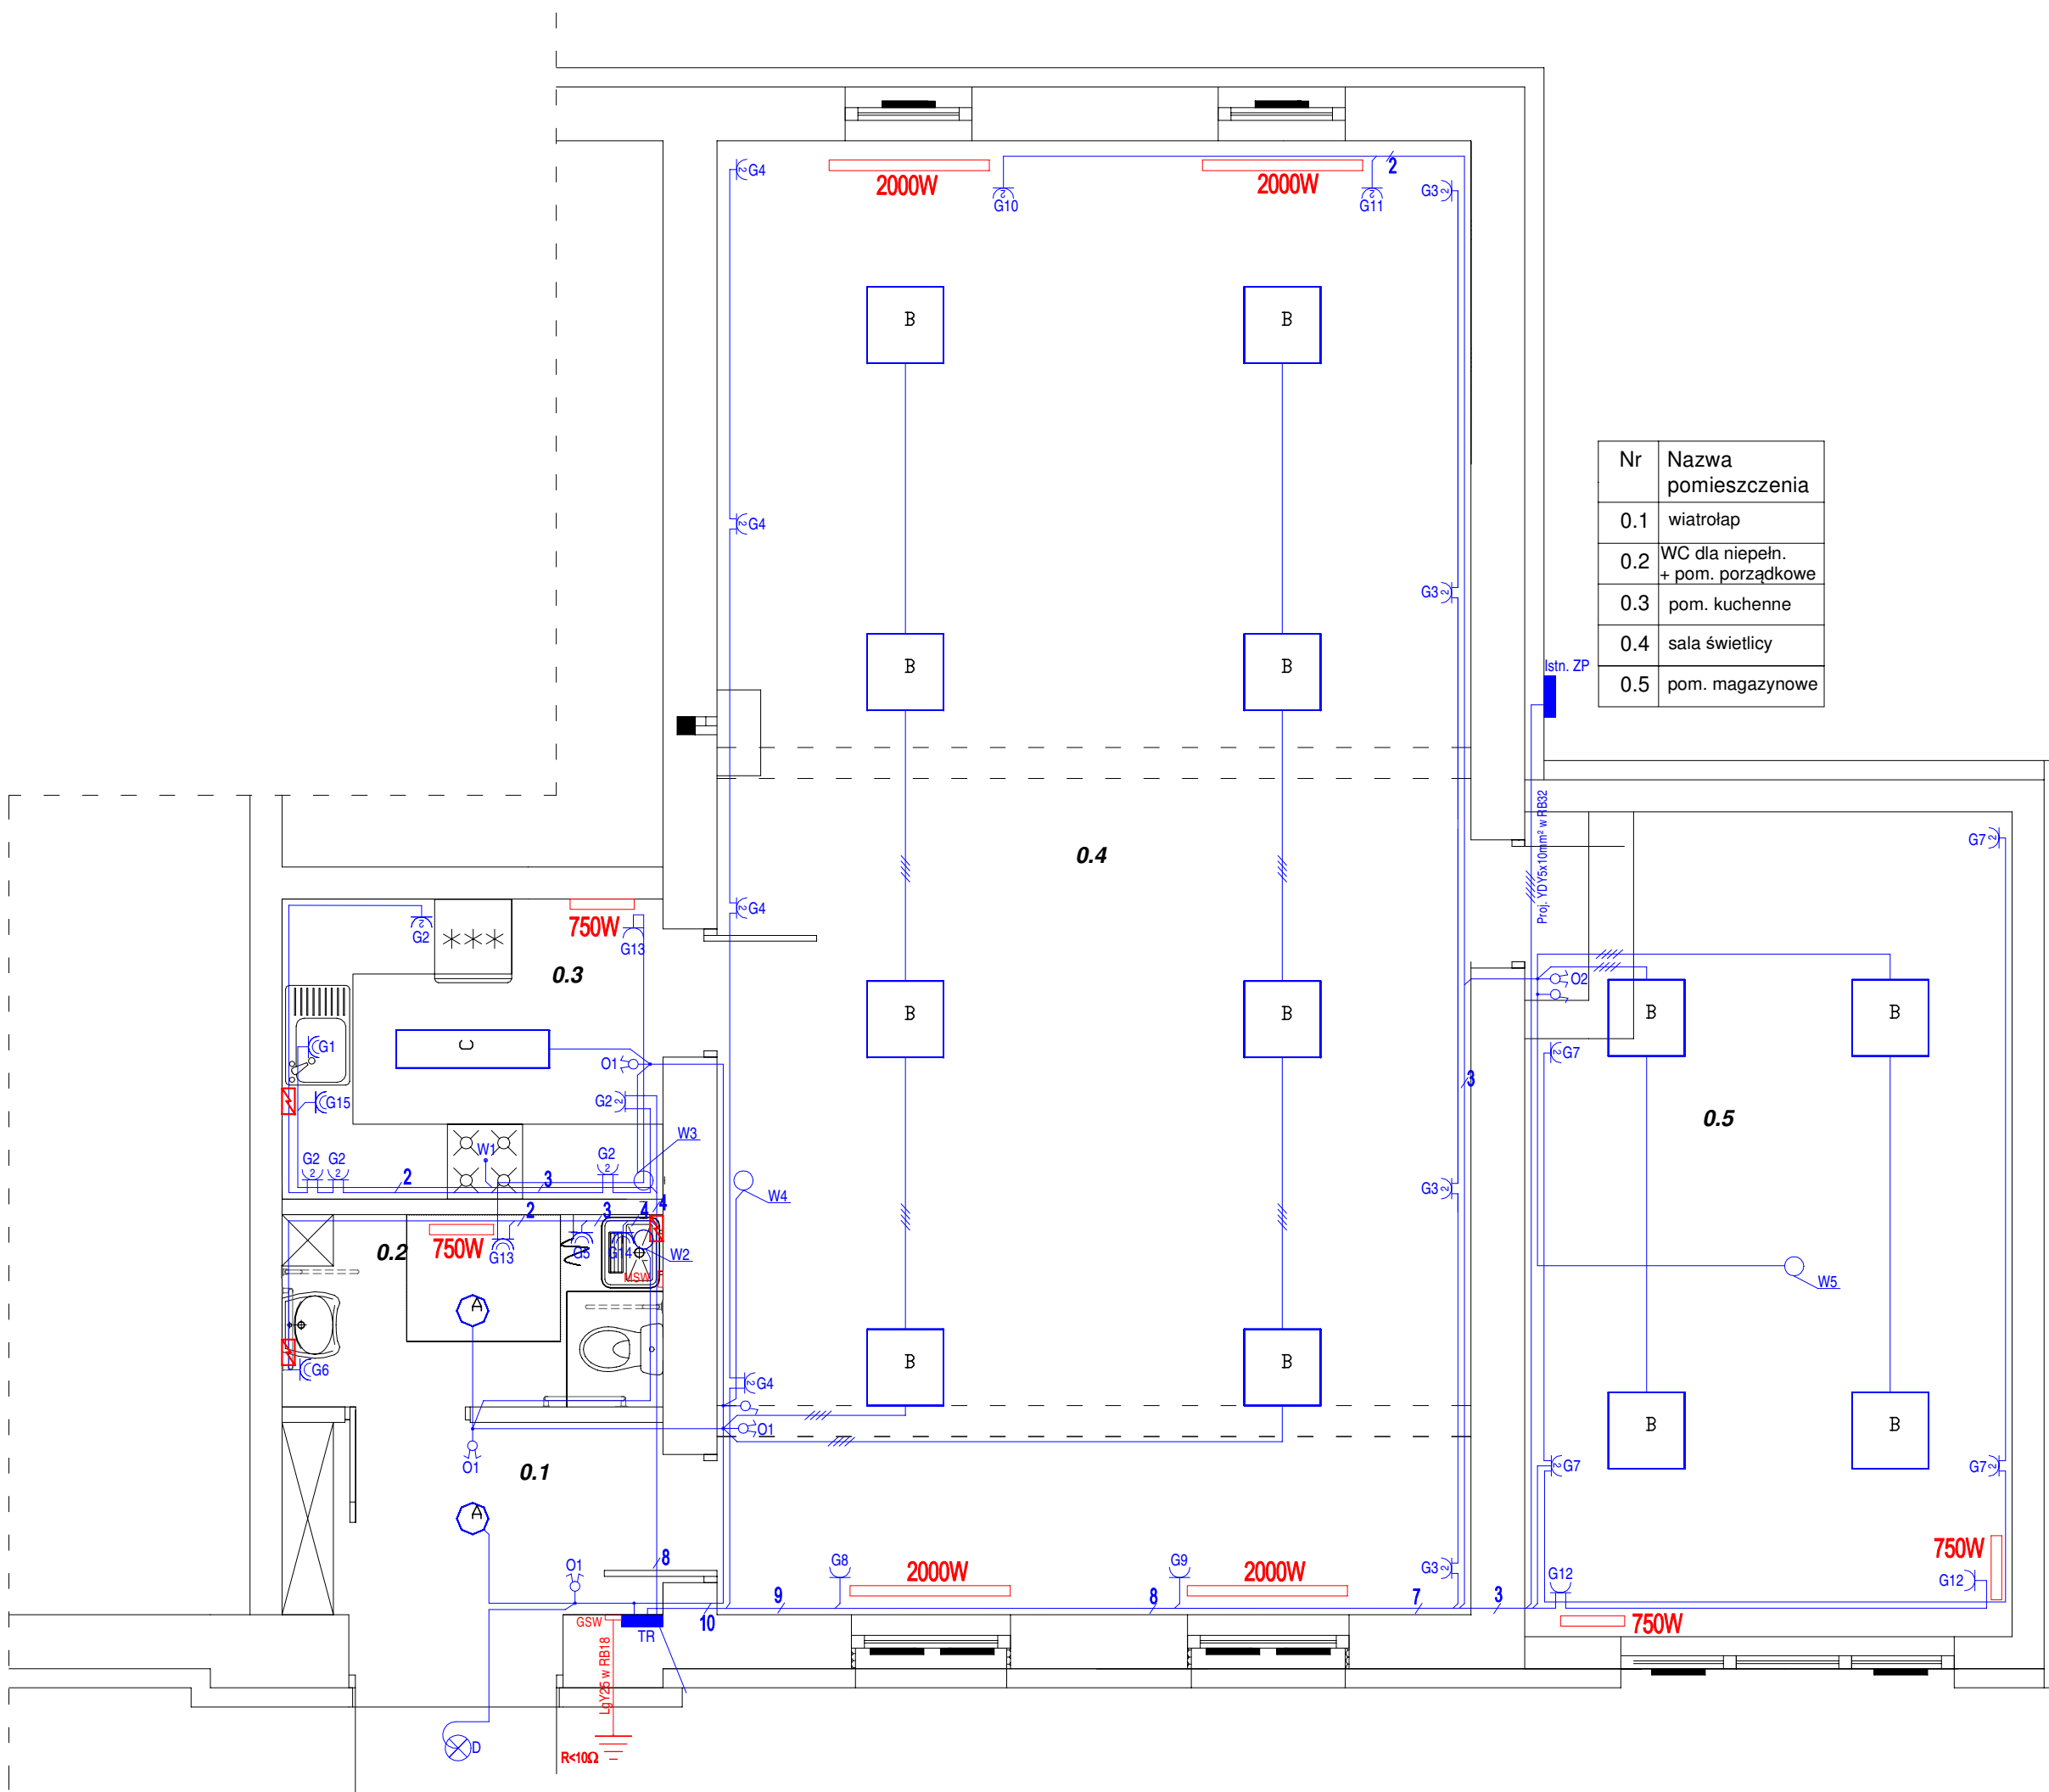 G4
2000W
G10
2000W
2
G11
G3
B
B
Nr
Nazwa
pomieszczenia
0.1
wiatrołap
0.2
WC dla niepełn.
+ pom. porządkowe
0.3
pom. kuchenne
0.4
sala świetlicy
0.5
pom. magazynowe
G4
G3
B
B
Istn. ZP
Proj. YDY5x10mm² w RB32
0.4
G7
G4
G2
750W
G13
0.3
B
B
O2
B
B
C
G1
O1
G7
G15
G2
3
0.5
W3
W1
G2
G2
G2
2
3
W4
G3
4
2
3
4
0.2
750W
G13
G5
G14
W2
MSW
W5
A
G6
B
B
G4
O1
B
B
O1
0.1
G7
G7
A
O1
8
G8
2000W
G9
2000W
G3
G12
750W
G12
9
8
7
3
10
GSW
TR
750W
LgY25 w RB18
D
R<10Ω